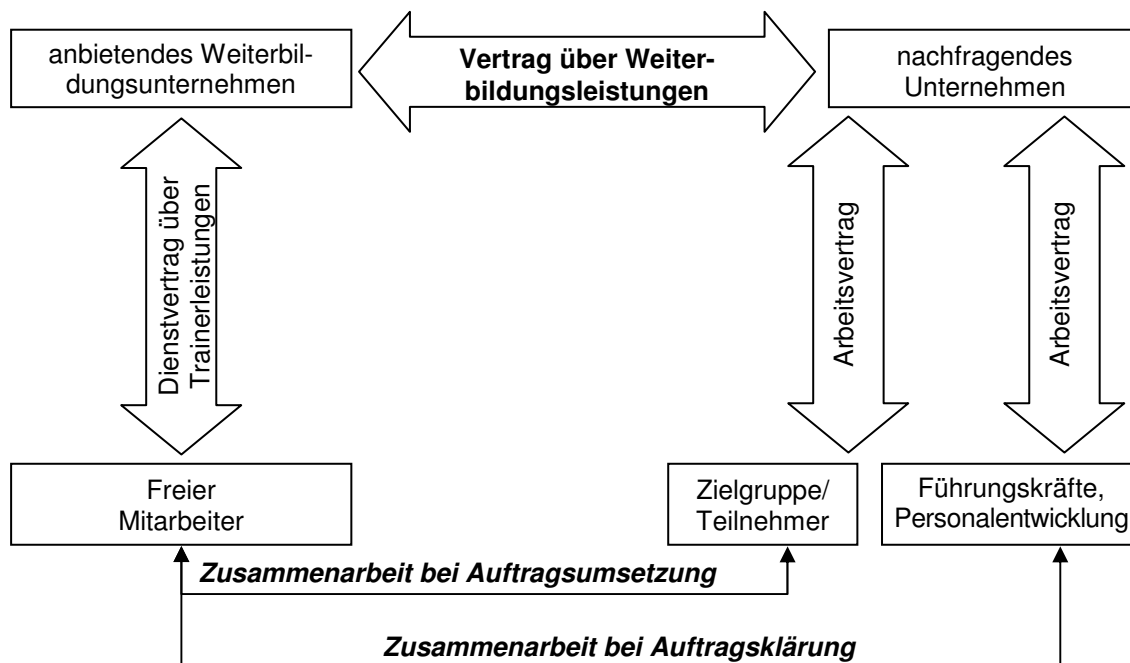 anbietendes Weiterbil-
dungsunternehmen
Vertrag über Weiter-
bildungsleistungen
nachfragendes
Unternehmen
Dienstvertrag über
Trainerleistungen
Arbeitsvertrag
Arbeitsvertrag
Freier
Mitarbeiter
Zielgruppe/
Teilnehmer
Führungskräfte,
Personalentwicklung
Zusammenarbeit bei Auftragsumsetzung
Zusammenarbeit bei Auftragsklärung